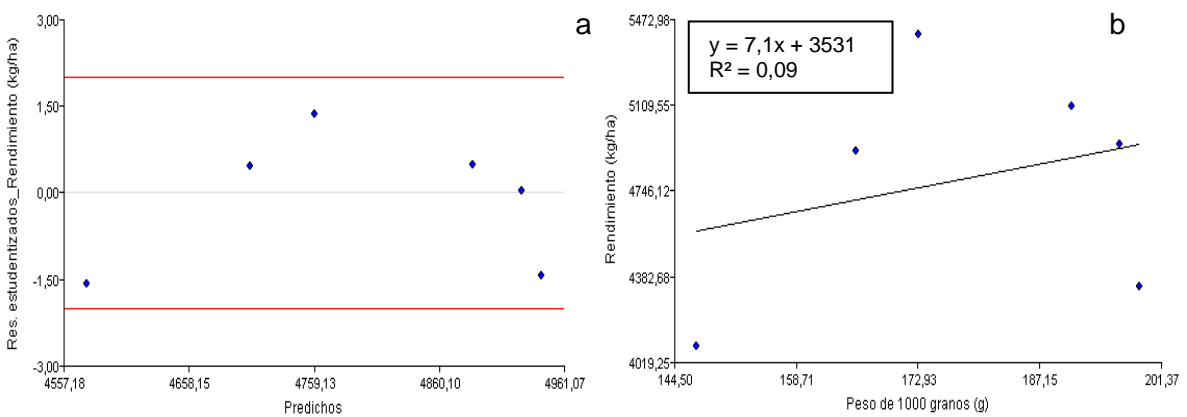 a
3,00
1,50
0,00
-1,50
-3,00
Res. estudentizados_Rendimiento (kg/ha)
4557,18 4658,15 4759,13 4860,10 4961,07
Predichos
b
y = 7,1x + 3531
R² = 0,09
5472,98
5109,55
4746,12
4382,68
4019,25
Rendimiento (kg/ha)
144,50 158,71 172,93 187,15 201,37
Peso de 1000 granos (g)